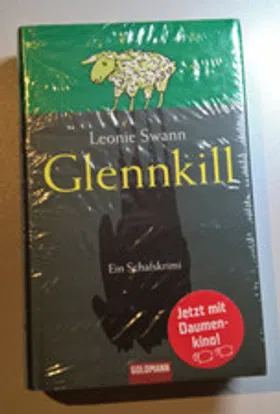 Leonie Swann
Glennkill
Ein Schafskrimi
Jetzt mit
Daumen-
kino!
GOLDMANN